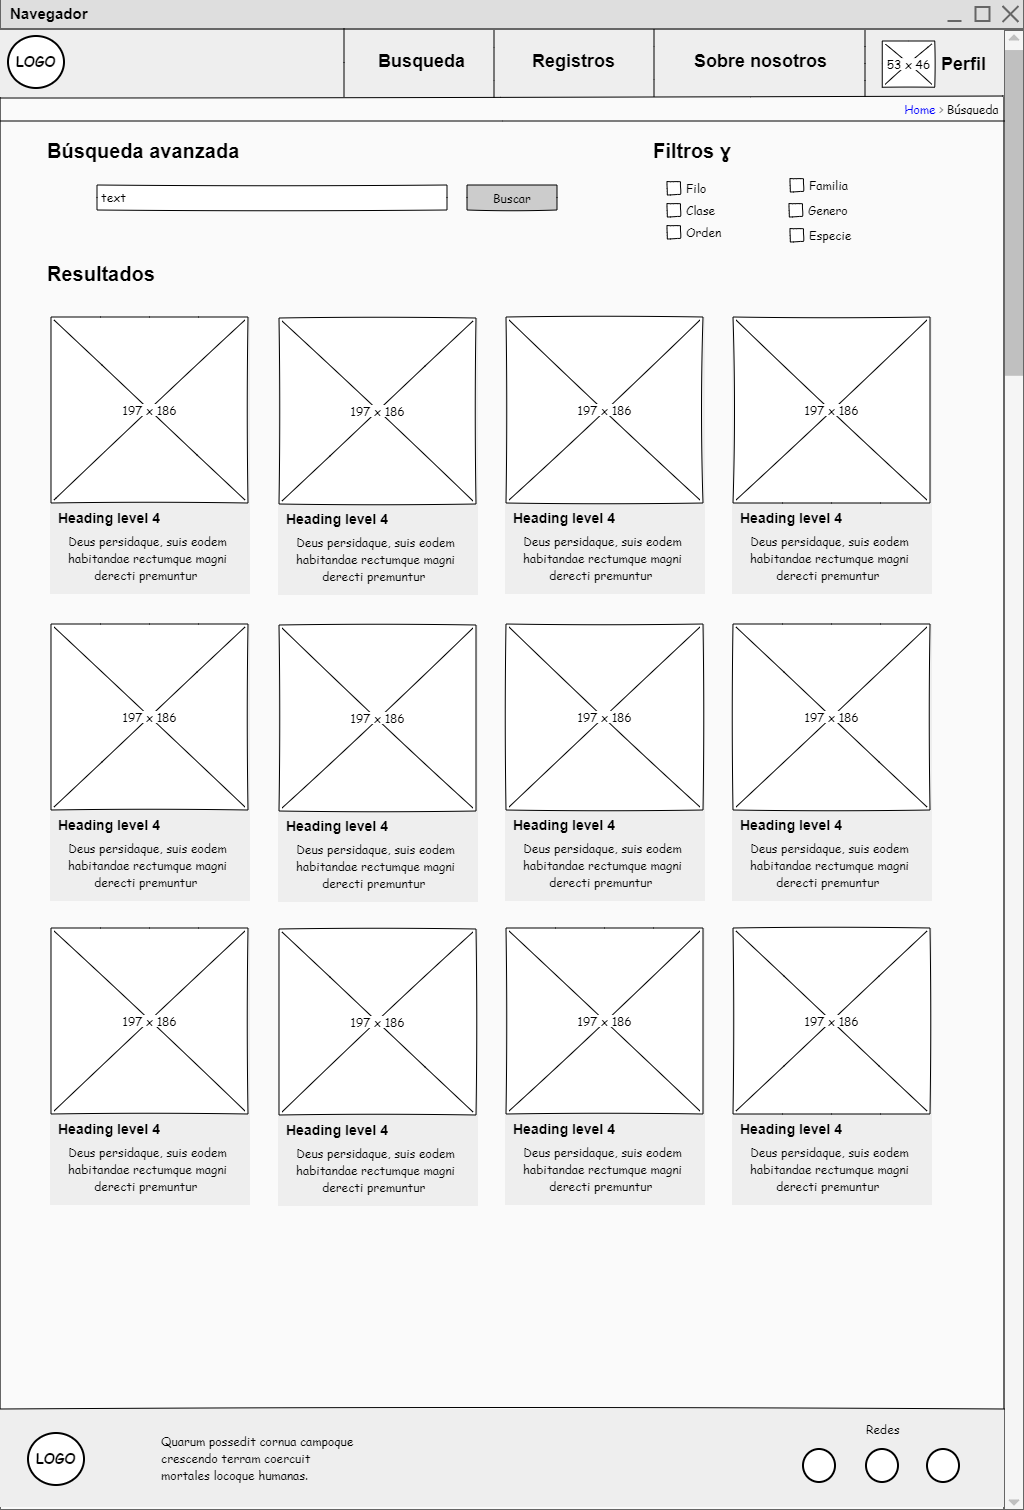 Navegador
LOGO
Busqueda
Registros
Sobre nosotros
53 x 46
Perfil
Home > Búsqueda
Búsqueda avanzada
Filtros
text
Buscar
Filo
Familia
Clase
Genero
Orden
Especie
Resultados
197 x 186
197 x 186
197 x 186
197 x 186
Heading level 4
Deus persidaque, suis eodem
habitandae rectumque magni
derecti premuntur
Heading level 4
Deus persidaque, suis eodem
habitandae rectumque magni
derecti premuntur
Heading level 4
Deus persidaque, suis eodem
habitandae rectumque magni
derecti premuntur
Heading level 4
Deus persidaque, suis eodem
habitandae rectumque magni
derecti premuntur
197 x 186
197 x 186
197 x 186
197 x 186
Heading level 4
Deus persidaque, suis eodem
habitandae rectumque magni
derecti premuntur
Heading level 4
Deus persidaque, suis eodem
habitandae rectumque magni
derecti premuntur
Heading level 4
Deus persidaque, suis eodem
habitandae rectumque magni
derecti premuntur
Heading level 4
Deus persidaque, suis eodem
habitandae rectumque magni
derecti premuntur
197 x 186
197 x 186
197 x 186
197 x 186
Heading level 4
Deus persidaque, suis eodem
habitandae rectumque magni
derecti premuntur
Heading level 4
Deus persidaque, suis eodem
habitandae rectumque magni
derecti premuntur
Heading level 4
Deus persidaque, suis eodem
habitandae rectumque magni
derecti premuntur
Heading level 4
Deus persidaque, suis eodem
habitandae rectumque magni
derecti premuntur
LOGO
Quarum possedit cornua campoque
crescendo terram coercuit
mortales locoque humanas.
Redes